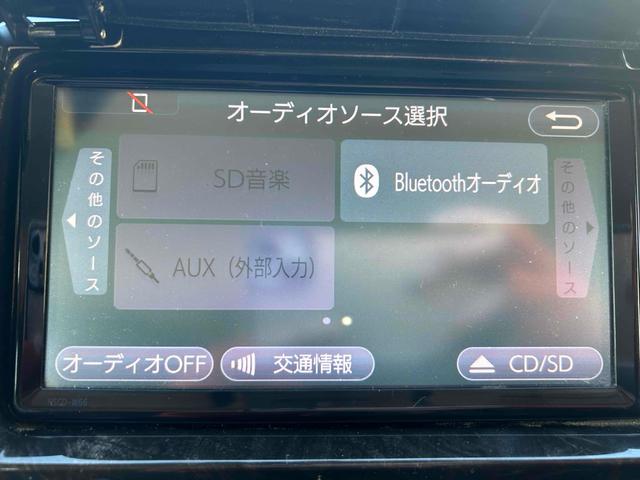 オーディオソース選択
その他のソース
SD音楽
Bluetoothオーディオ
その他のソース
AUX（外部入力）
オーディオOFF
交通情報
CD/SD
NSCD-W66